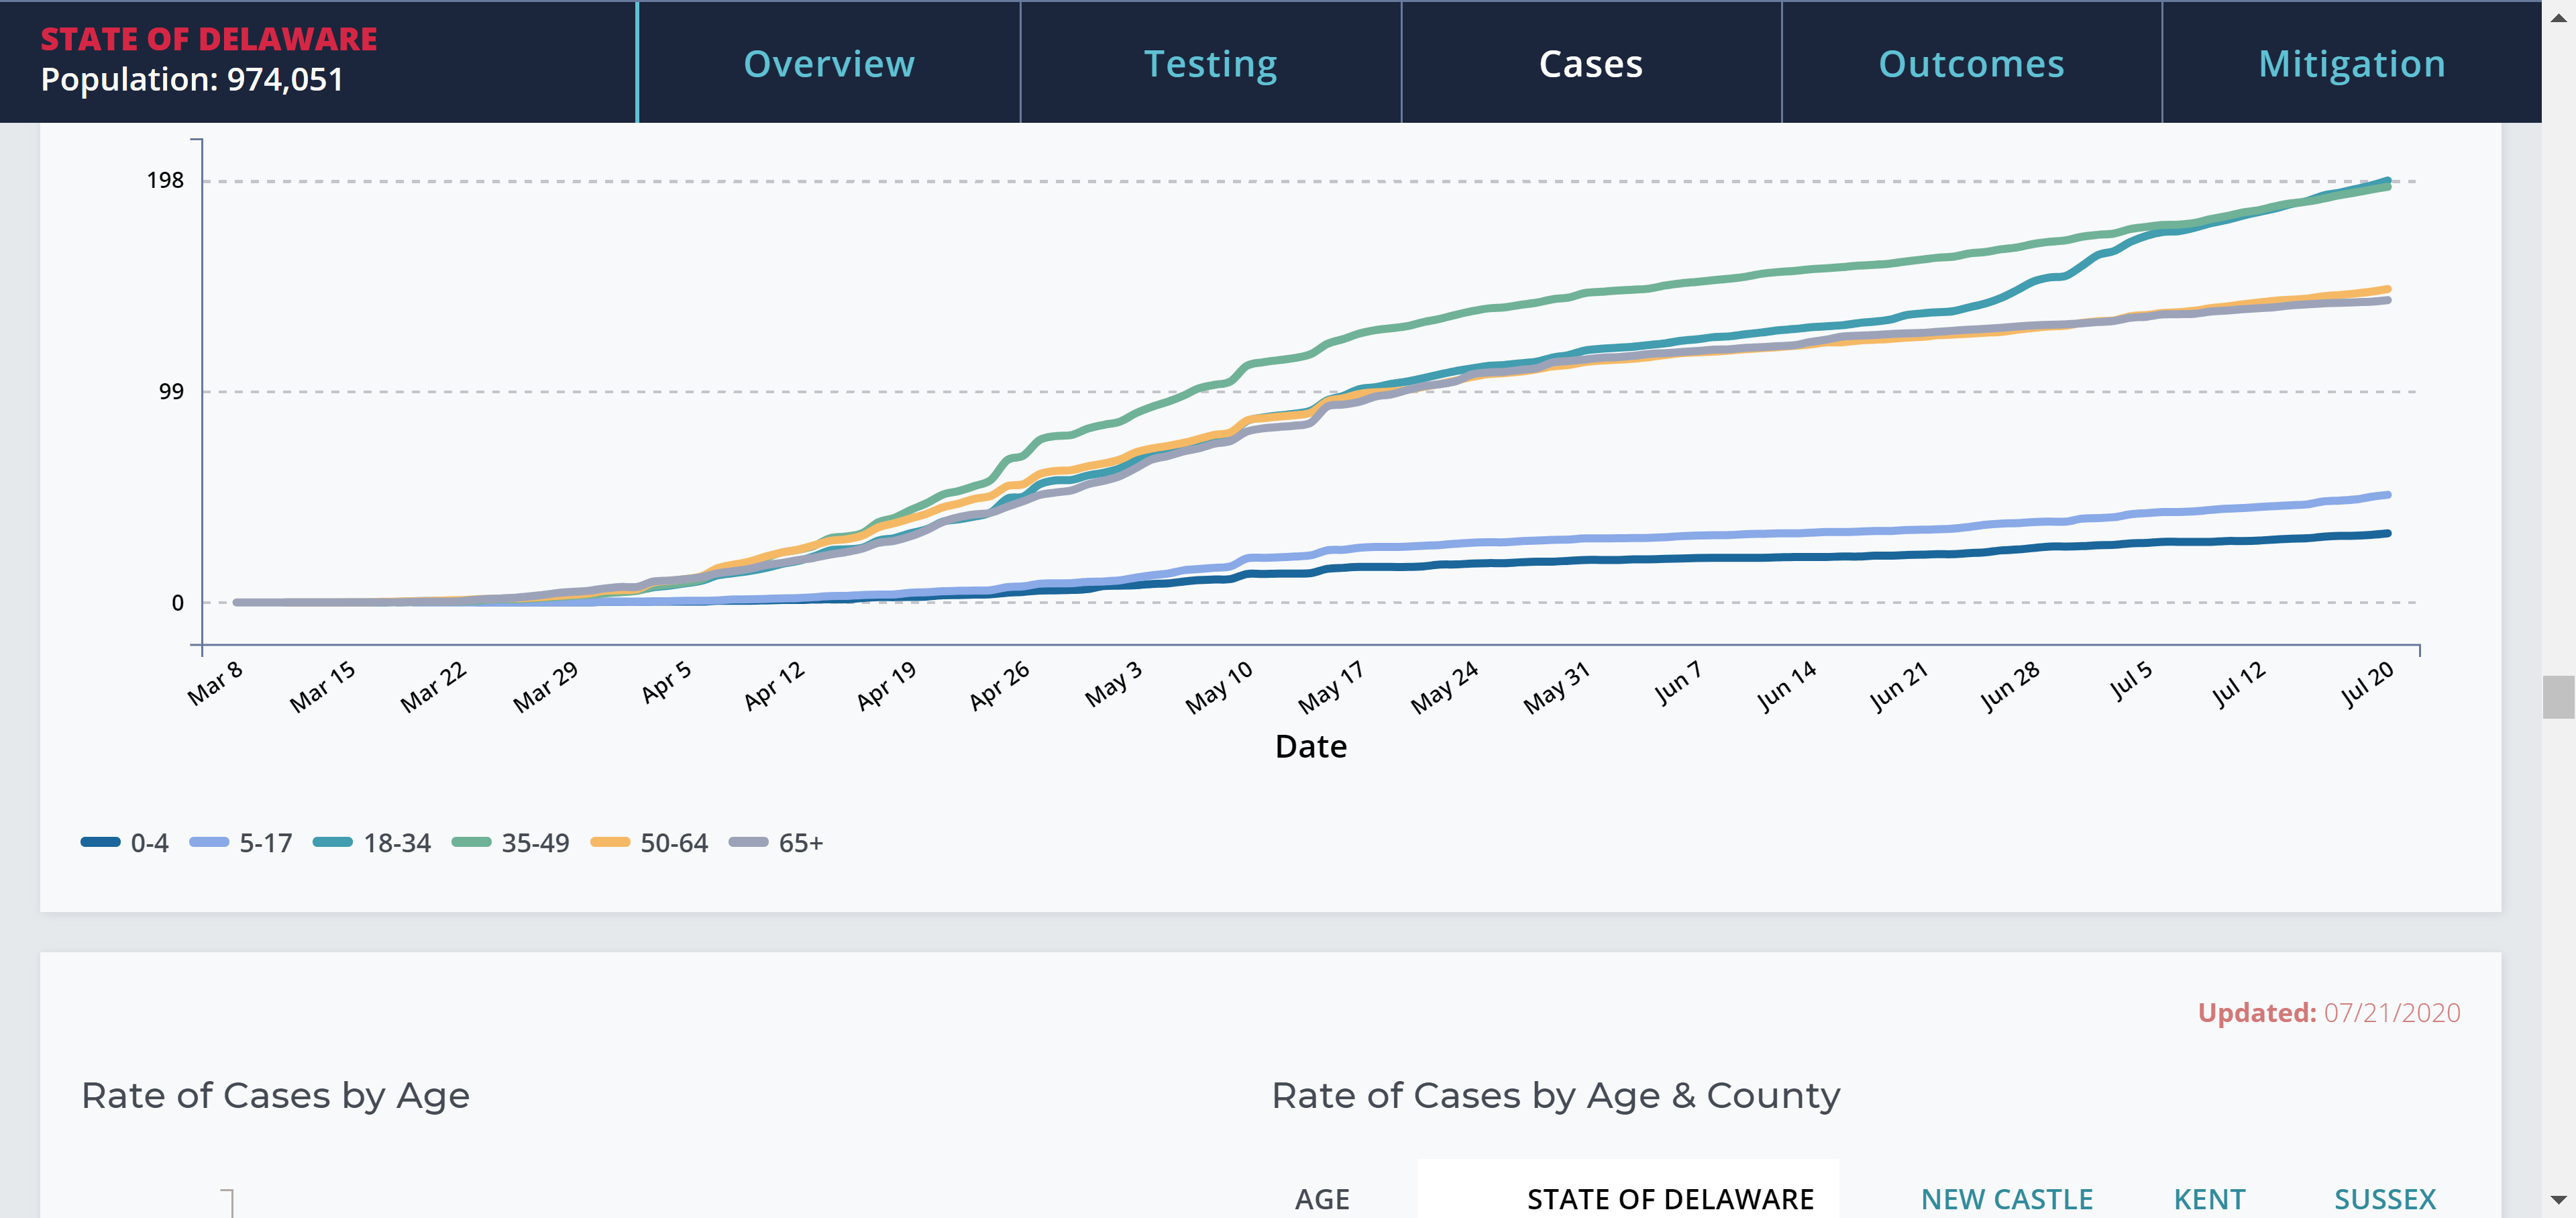 STATE OF DELAWARE
Population: 974,051
Overview
Testing
Cases
Outcomes
Mitigation
198
99
0
Mar 8
Mar 15
Mar 22
Mar 29
Apr 5
Apr 12
Apr 19
Apr 26
May 3
May 10
May 17
May 24
May 31
Jun 7
Jun 14
Jun 21
Jun 28
Jul 5
Jul 12
Jul 20
Date
0-4 5-17 18-34 35-49 50-64 65+
Updated: 07/21/2020
Rate of Cases by Age
Rate of Cases by Age & County
AGE STATE OF DELAWARE NEW CASTLE KENT SUSSEX